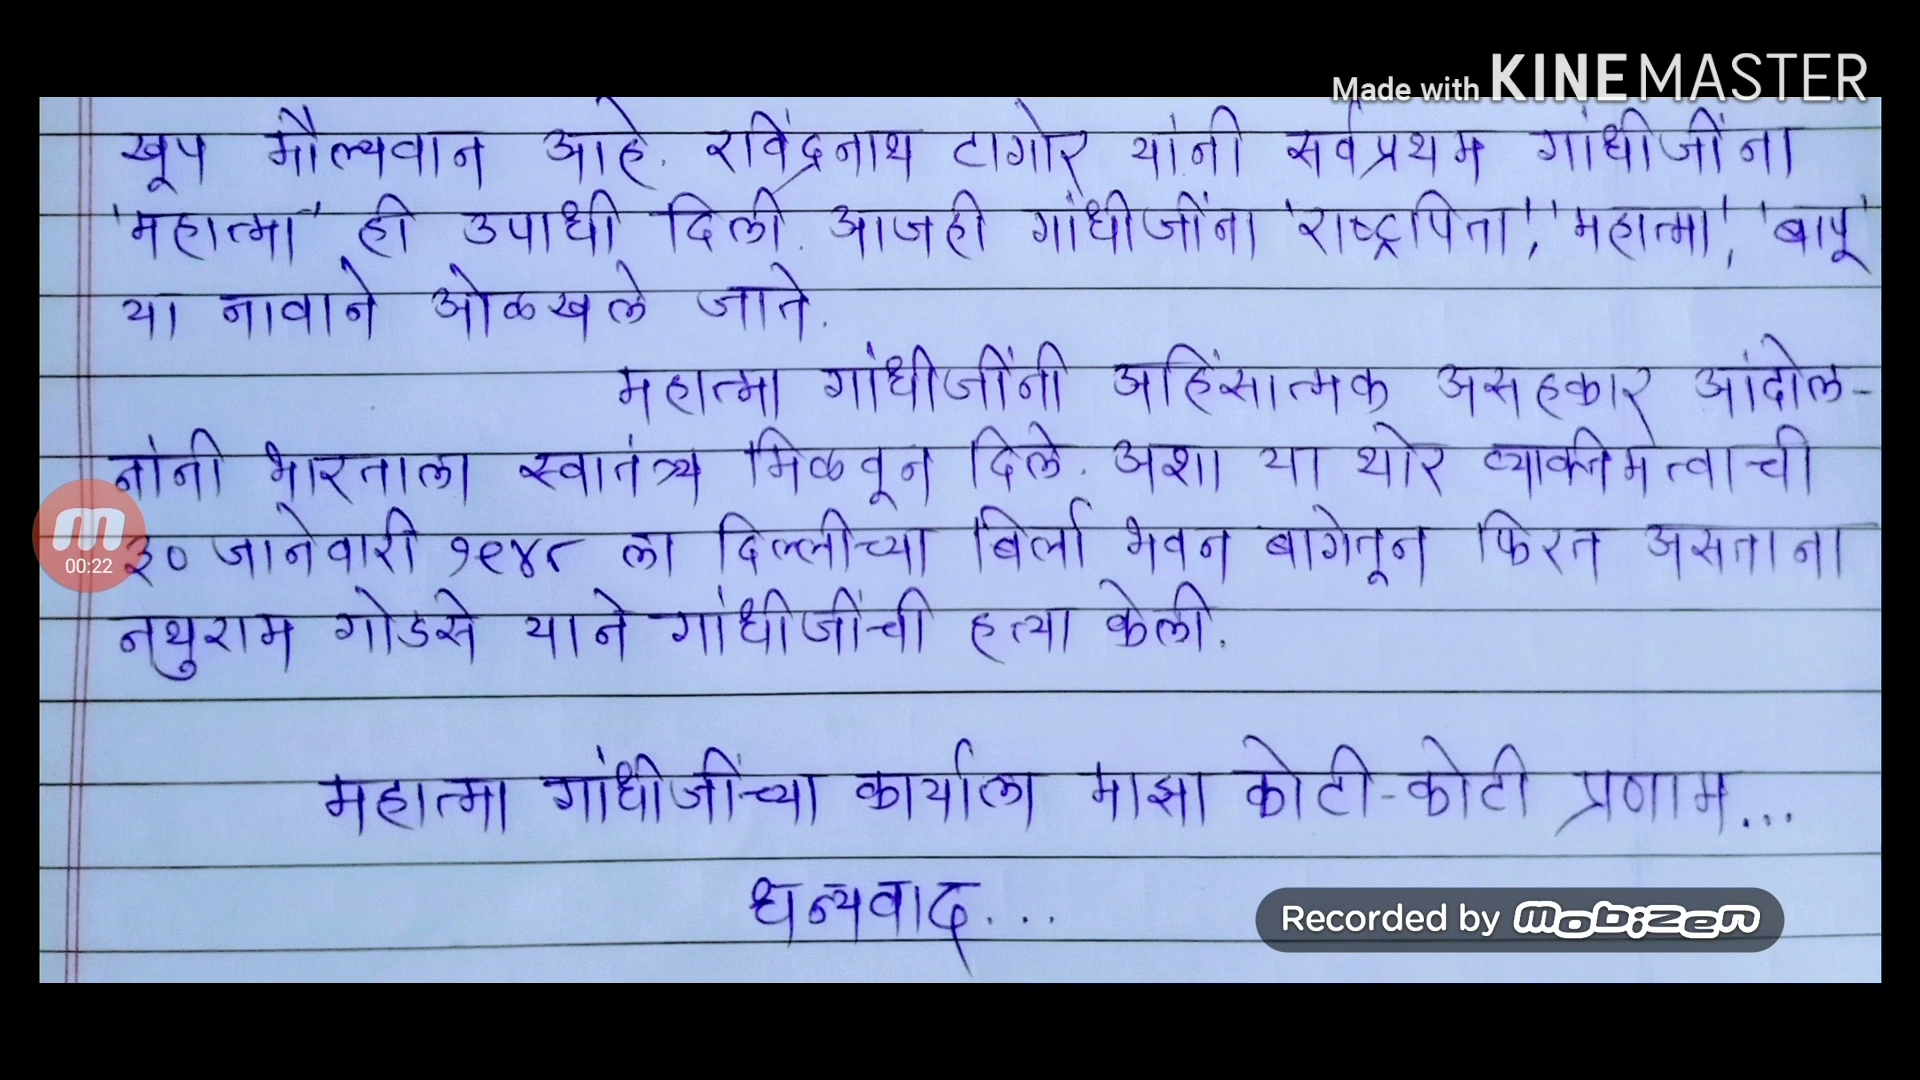 Made with KINEMASTER
खूप मौल्यवान आहे. रविंद्रनाथ टागोर यांनी सर्वप्रथम गांधीजींना
'महात्मा' ही उपाधी दिली. आजही गांधीजींना 'राष्ट्रपिता', 'महात्मा', 'बापू'
या नावाने ओळखले जाते.
महात्मा गांधीजींनी अहिंसात्मक असहकार आंदोल-
नांनी भारताला स्वातंत्र्य मिळवून दिले. अशा या थोर व्यक्तिमत्वाची
३० जानेवारी १९४८ ला दिल्लीच्या बिर्ला भवन बागेतून फिरत असताना
नथुराम गोडसे याने गांधीजींची हत्या केली.
महात्मा गांधीजींच्या कार्याला माझा कोटी-कोटी प्रणाम...
धन्यवाद...
00:22
Recorded by mobizen